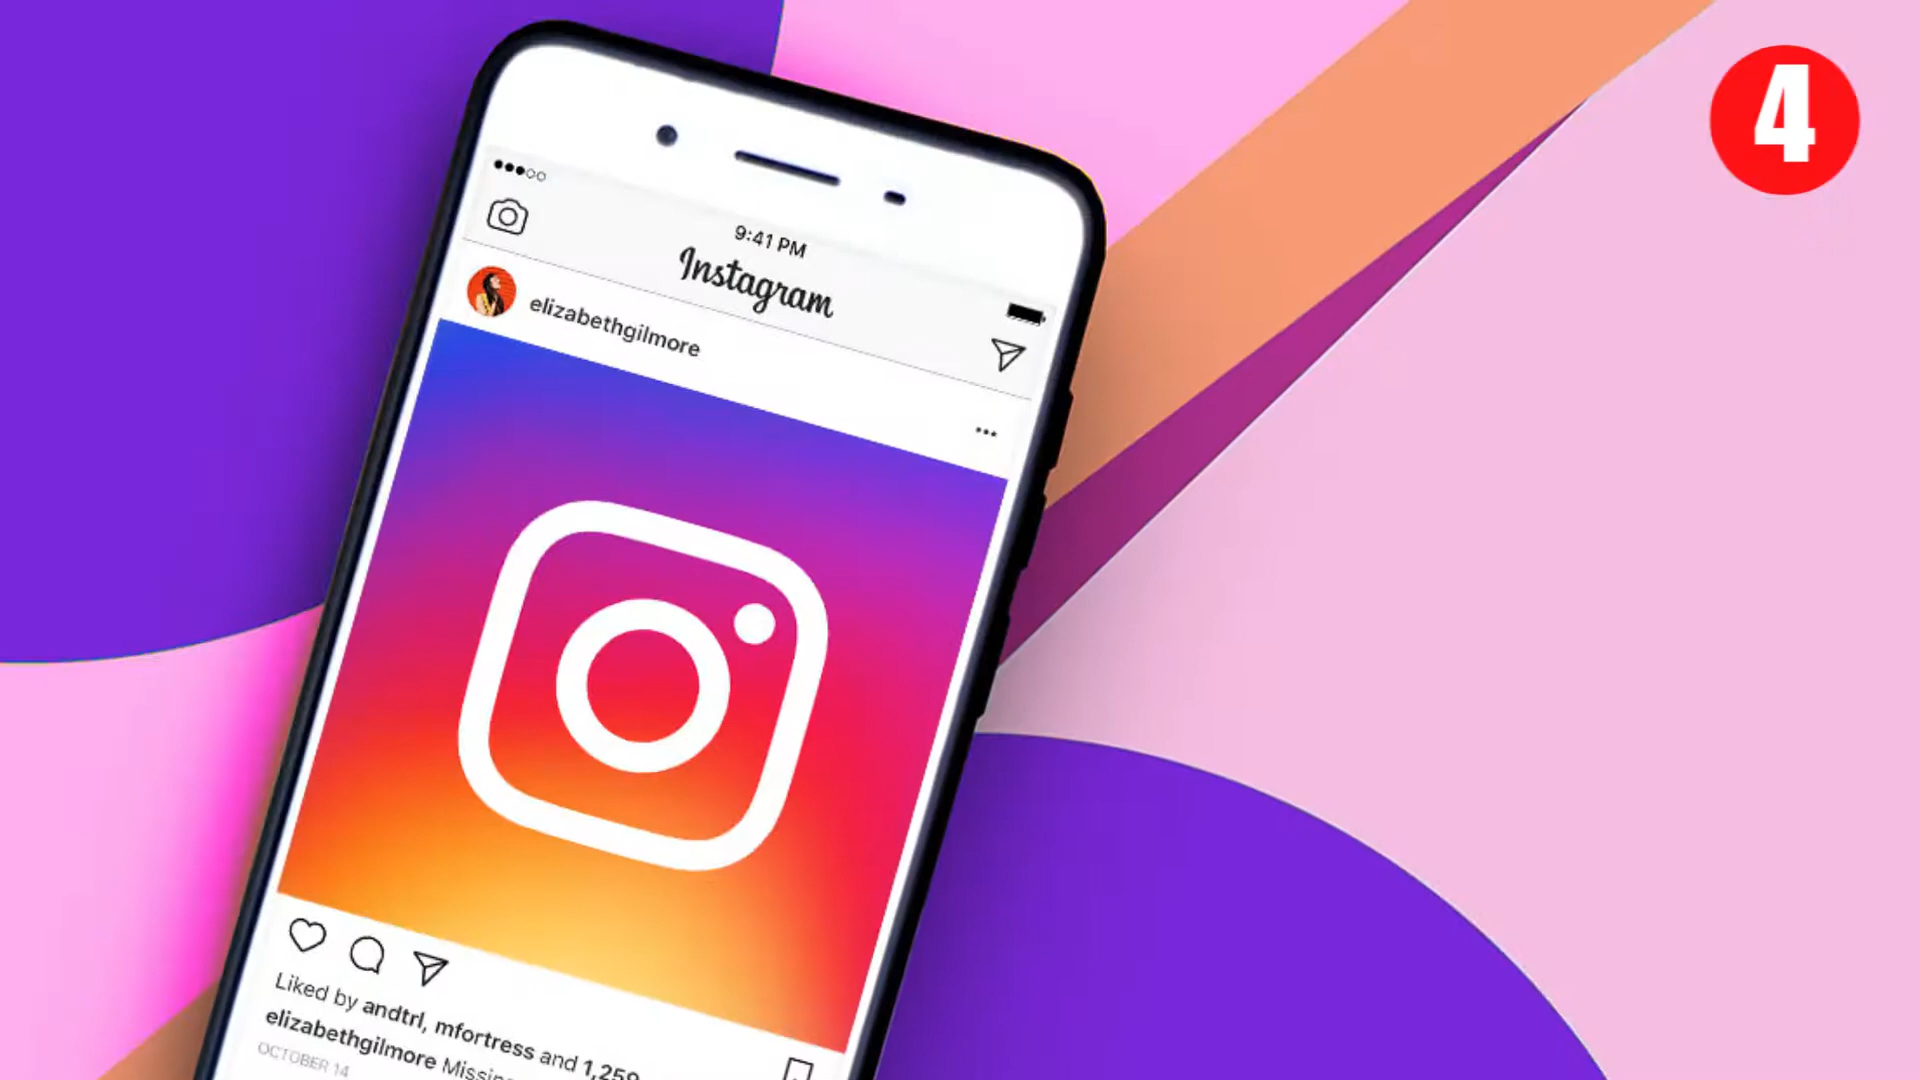 4
9:41 PM
Instagram
elizabethgilmore
Liked by andtrl, mfortress and 1,259
elizabethgilmore
OCTOBER 14